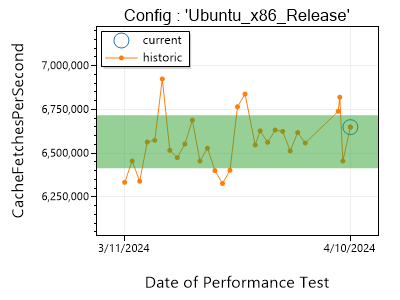 Config : 'Ubuntu_x86_Release'
current
historic
CacheFetchesPerSecond
7,000,000
6,750,000
6,500,000
6,250,000
3/11/2024
4/10/2024
Date of Performance Test